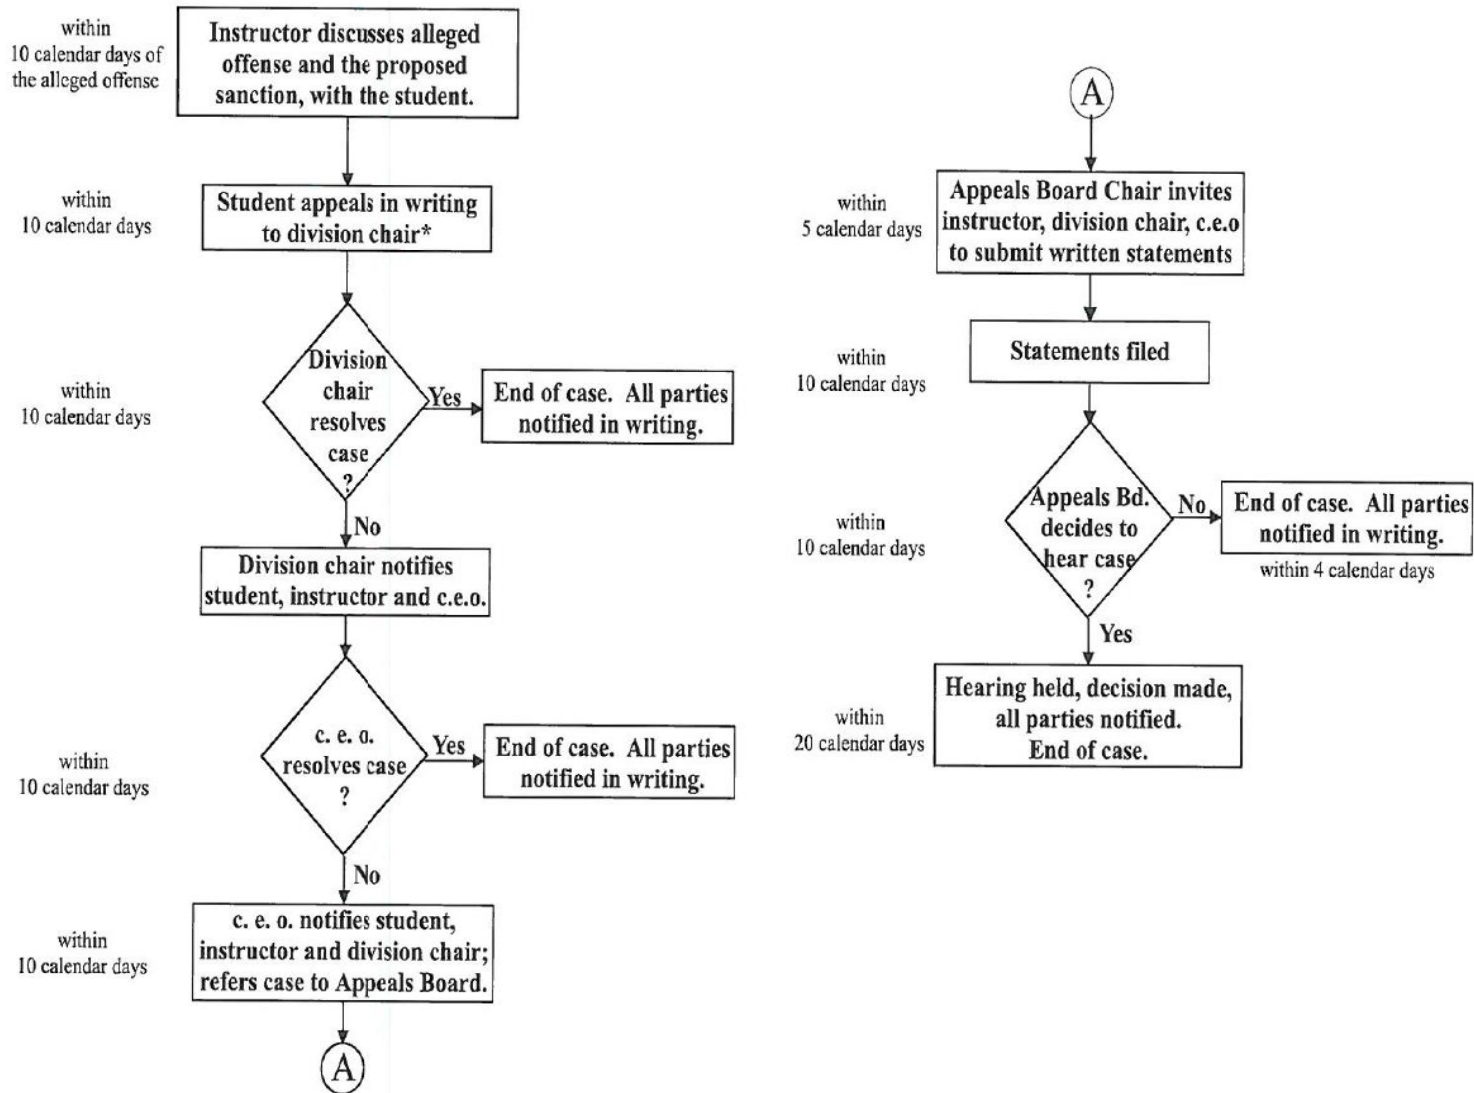 within
10 calendar days of
the alleged offense
Instructor discusses alleged
offense and the proposed
sanction, with the student.
within
10 calendar days
Student appeals in writing
to division chair*
within
10 calendar days
Division
chair
resolves
case
?
Yes
End of case. All parties
notified in writing.
No
Division chair notifies
student, instructor and c.e.o.
within
10 calendar days
c. e. o.
resolves case
?
Yes
End of case. All parties
notified in writing.
No
within
10 calendar days
c. e. o. notifies student,
instructor and division chair;
refers case to Appeals Board.
A
A
within
5 calendar days
Appeals Board Chair invites
instructor, division chair, c.e.o
to submit written statements
within
10 calendar days
Statements filed
within
10 calendar days
Appeals Bd.
decides to
hear case
?
No
End of case. All parties
notified in writing.
within 4 calendar days
Yes
within
20 calendar days
Hearing held, decision made,
all parties notified.
End of case.